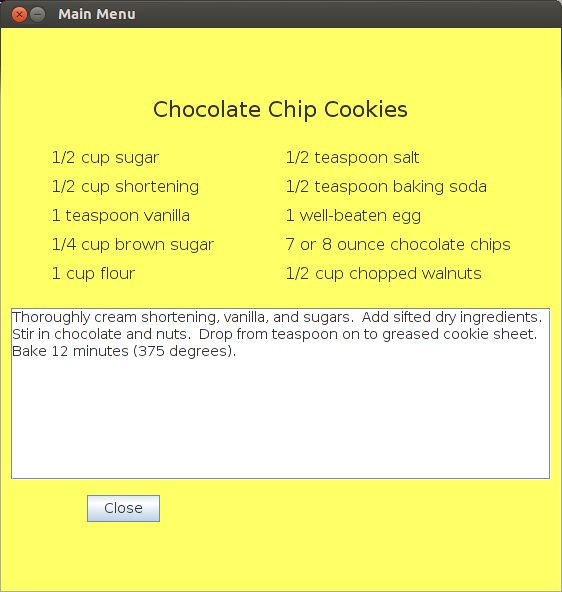 Main Menu
Chocolate Chip Cookies
1/2 cup sugar
1/2 cup shortening
1 teaspoon vanilla
1/4 cup brown sugar
1 cup flour
1/2 teaspoon salt
1/2 teaspoon baking soda
1 well-beaten egg
7 or 8 ounce chocolate chips
1/2 cup chopped walnuts
Thoroughly cream shortening, vanilla, and sugars.  Add sifted dry ingredients.
Stir in chocolate and nuts.  Drop from teaspoon on to greased cookie sheet.
Bake 12 minutes (375 degrees).
Close